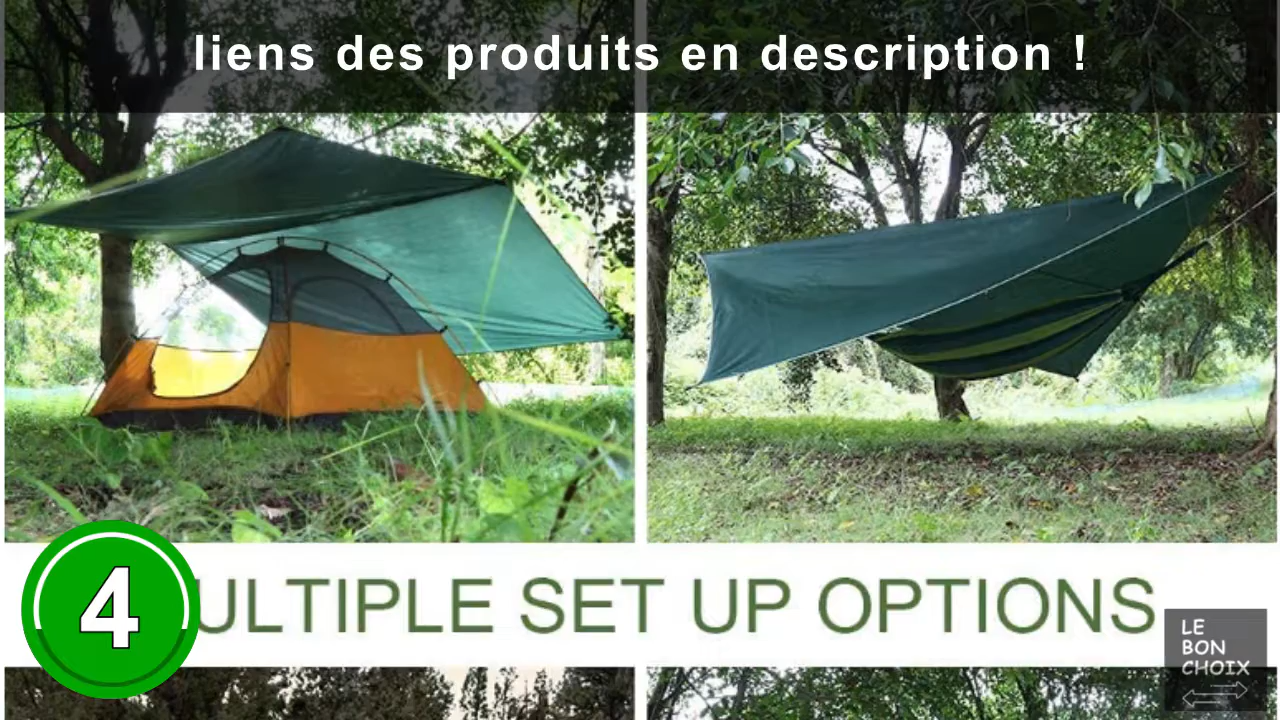 liens des produits en description !
ULTIPLE SET UP OPTIONS
4
LE
BON
CHOIX